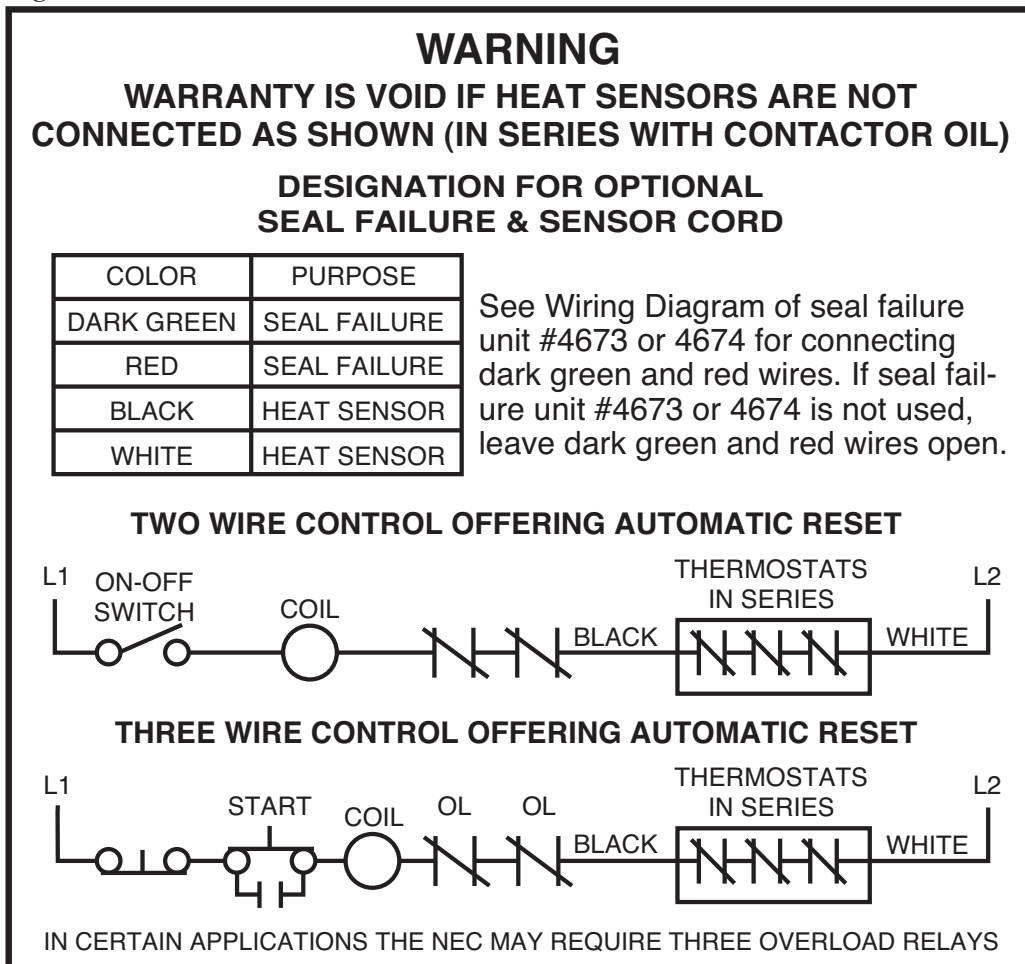 WARNING
WARRANTY IS VOID IF HEAT SENSORS ARE NOT
CONNECTED AS SHOWN (IN SERIES WITH CONTACTOR OIL)
DESIGNATION FOR OPTIONAL
SEAL FAILURE & SENSOR CORD
COLOR PURPOSE
DARK GREEN SEAL FAILURE
RED SEAL FAILURE
BLACK HEAT SENSOR
WHITE HEAT SENSOR
See Wiring Diagram of seal failure
unit #4673 or 4674 for connecting
dark green and red wires. If seal fail-
ure unit #4673 or 4674 is not used,
leave dark green and red wires open.
TWO WIRE CONTROL OFFERING AUTOMATIC RESET
L1
ON-OFF
SWITCH
COIL
BLACK
THERMOSTATS
IN SERIES
WHITE
L2
THREE WIRE CONTROL OFFERING AUTOMATIC RESET
L1
START
COIL
OL
OL
BLACK
THERMOSTATS
IN SERIES
WHITE
L2
IN CERTAIN APPLICATIONS THE NEC MAY REQUIRE THREE OVERLOAD RELAYS